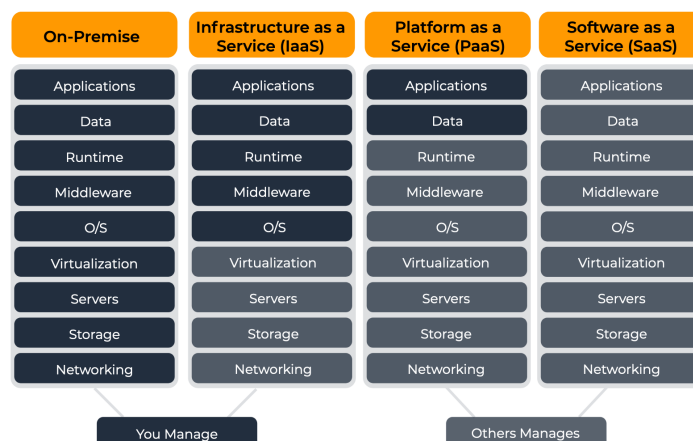 On-Premise
Applications
Data
Runtime
Middleware
O/S
Virtualization
Servers
Storage
Networking
Infrastructure as a
Service (IaaS)
Applications
Data
Runtime
Middleware
O/S
Virtualization
Servers
Storage
Networking
Platform as a
Service (PaaS)
Applications
Data
Runtime
Middleware
O/S
Virtualization
Servers
Storage
Networking
Software as a
Service (SaaS)
Applications
Data
Runtime
Middleware
O/S
Virtualization
Servers
Storage
Networking
You Manage
Others Manages